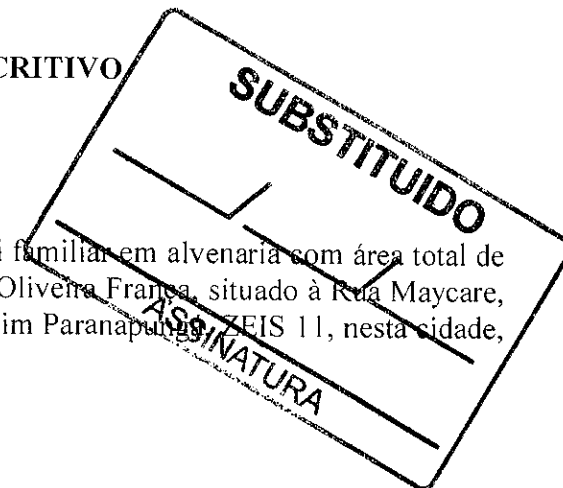 CRITIVO
SUBSTITUIDO
i familiar em alvenaria com área total de
Oliveira França, situado à Rua Maycare,
im Paranapunga, ZEIS 11, nesta cidade,
ASSINATURA